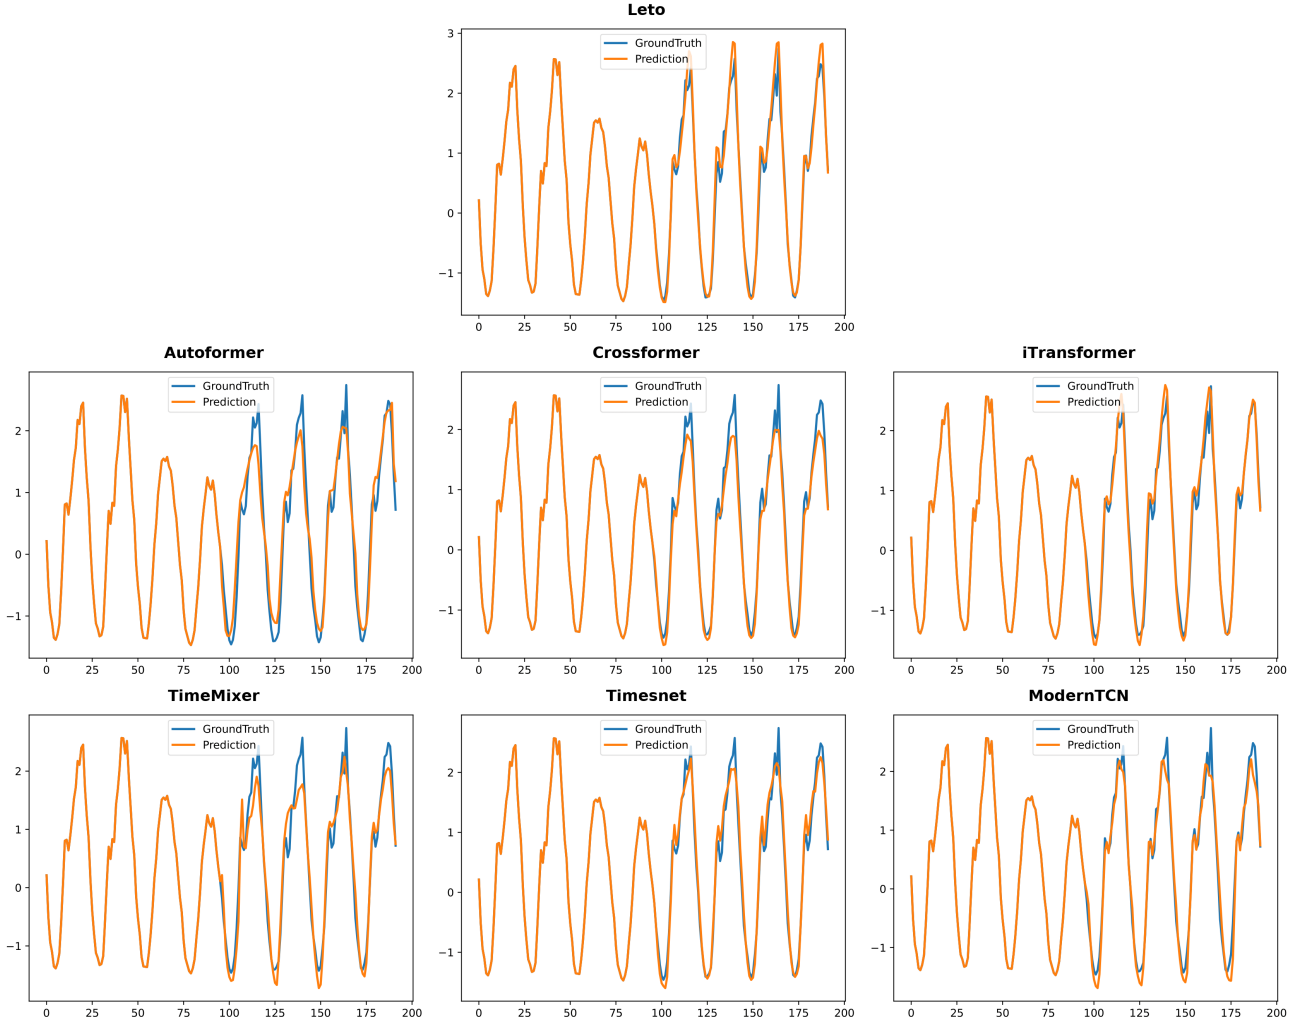 Leto
GroundTruth
Prediction
3
2
1
0
−1
0 25 50 75 100 125 150 175 200
Autoformer Crossformer iTransformer
GroundTruth GroundTruth GroundTruth
Prediction Prediction Prediction
2 2 2
1 1 1
0 0 0
−1 −1 −1
0 25 50 75 100 125 150 175 200 0 25 50 75 100 125 150 175 200 0 25 50 75 100 125 150 175 200
TimeMixer Timesnet ModernTCN
GroundTruth GroundTruth GroundTruth
Prediction Prediction Prediction
2 2 2
1 1 1
0 0 0
−1 −1 −1
0 25 50 75 100 125 150 175 200 0 25 50 75 100 125 150 175 200 0 25 50 75 100 125 150 175 200